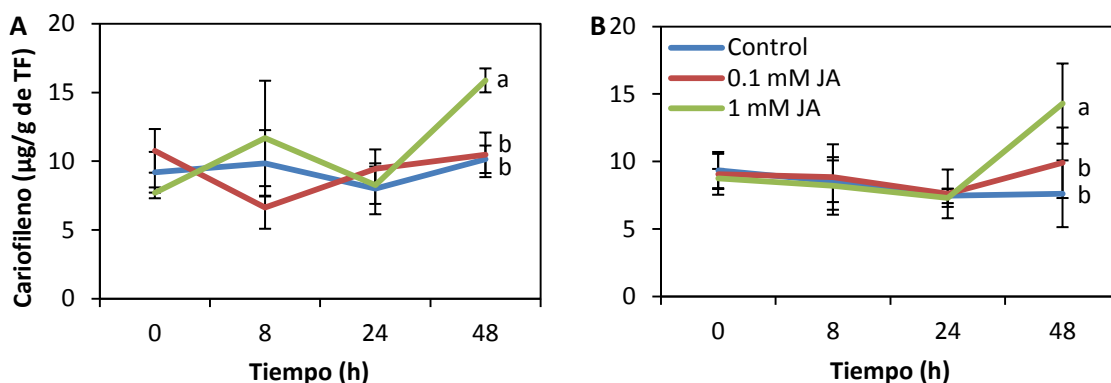 A
Cariofileno (µg/g de TF)
20
15
10
5
0
a
b
b
0 8 24 48
Tiempo (h)
B
20
15
10
5
0
Control
0.1 mM JA
1 mM JA
a
b
b
0 8 24 48
Tiempo (h)